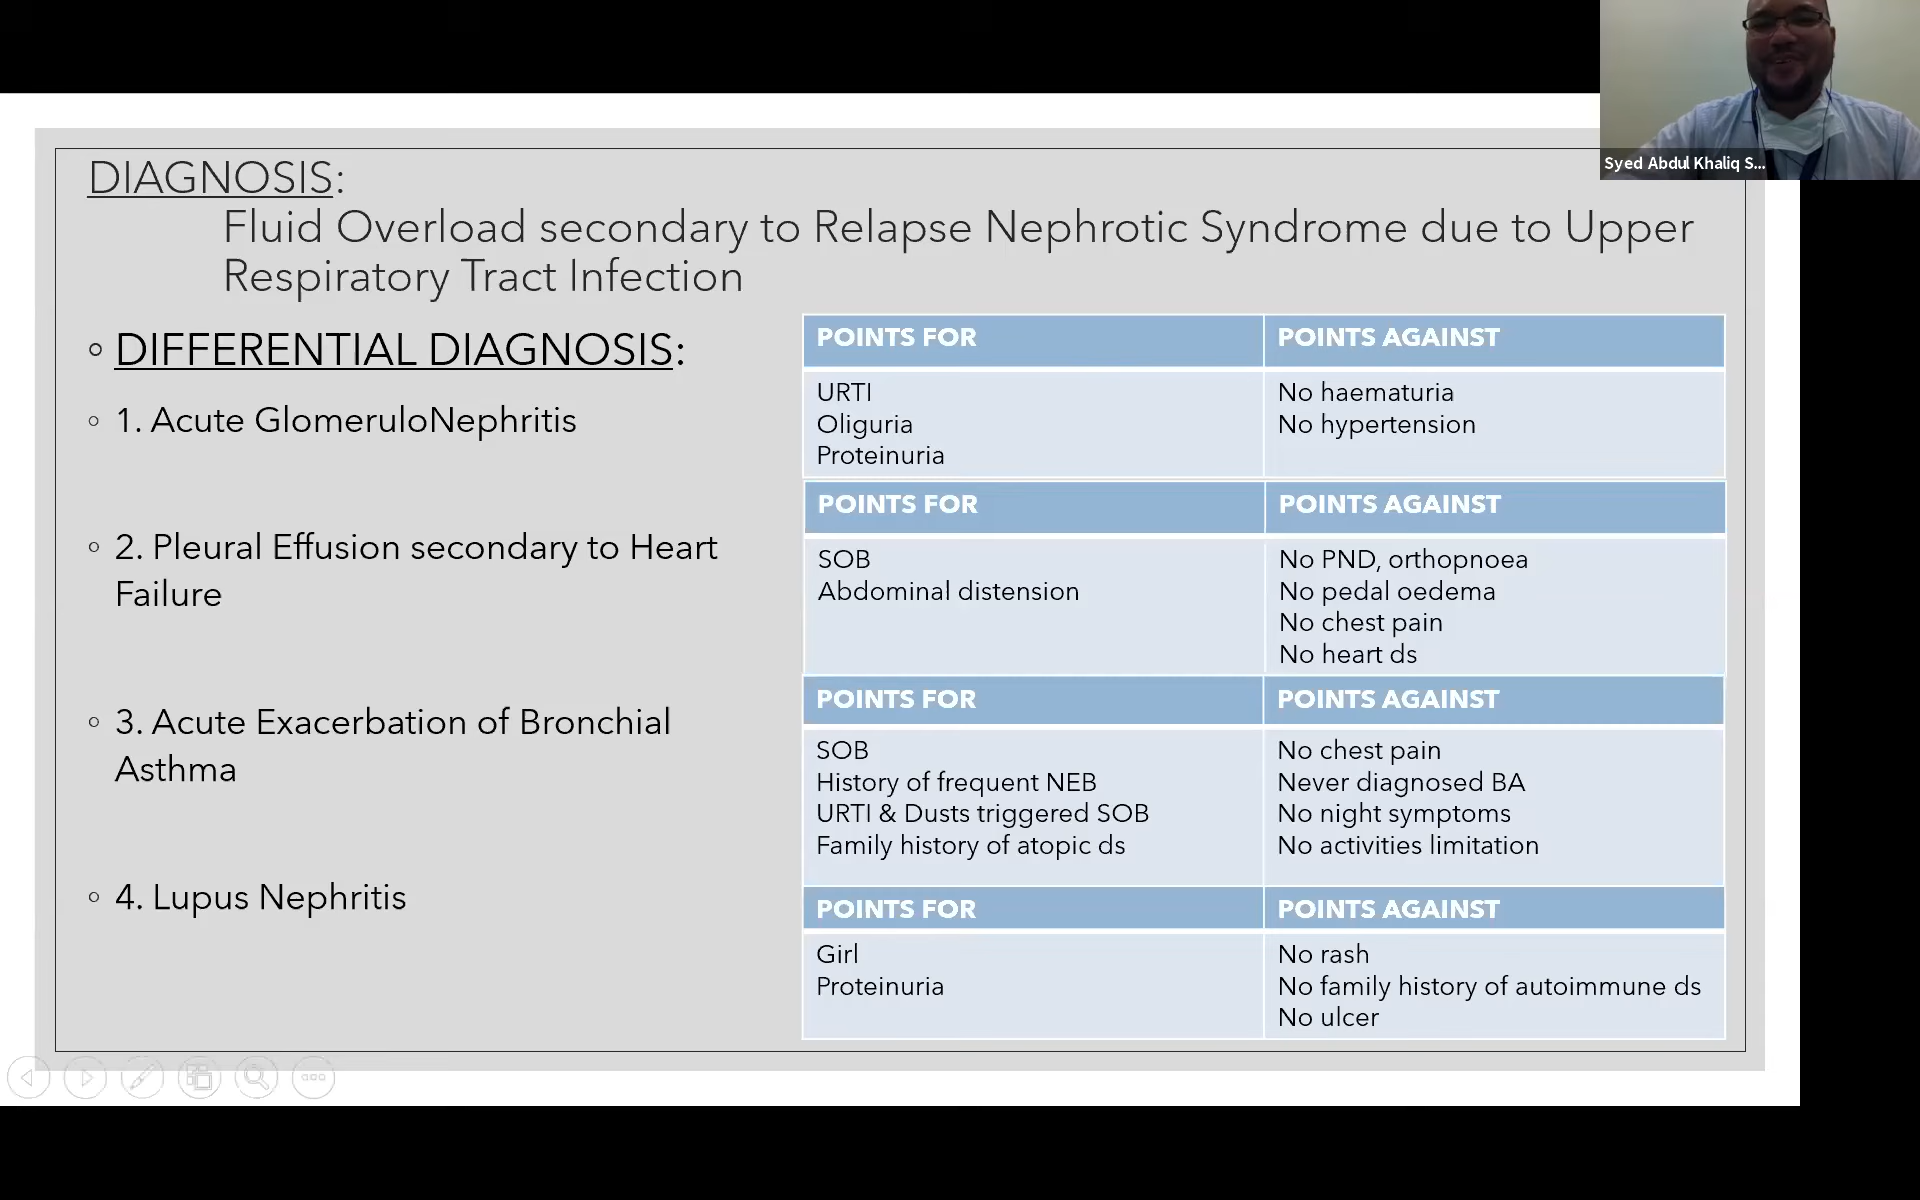 Syed Abdul Khaliq S...
DIAGNOSIS:
Fluid Overload secondary to Relapse Nephrotic Syndrome due to Upper
Respiratory Tract Infection
◦ DIFFERENTIAL DIAGNOSIS:
◦ 1. Acute GlomeruloNephritis
POINTS FOR
POINTS AGAINST
URTI
Oliguria
Proteinuria
No haematuria
No hypertension
◦ 2. Pleural Effusion secondary to Heart
Failure
POINTS FOR
POINTS AGAINST
SOB
Abdominal distension
No PND, orthopnoea
No pedal oedema
No chest pain
No heart ds
◦ 3. Acute Exacerbation of Bronchial
Asthma
POINTS FOR
POINTS AGAINST
SOB
History of frequent NEB
URTI & Dusts triggered SOB
Family history of atopic ds
No chest pain
Never diagnosed BA
No night symptoms
No activities limitation
◦ 4. Lupus Nephritis
POINTS FOR
POINTS AGAINST
Girl
Proteinuria
No rash
No family history of autoimmune ds
No ulcer